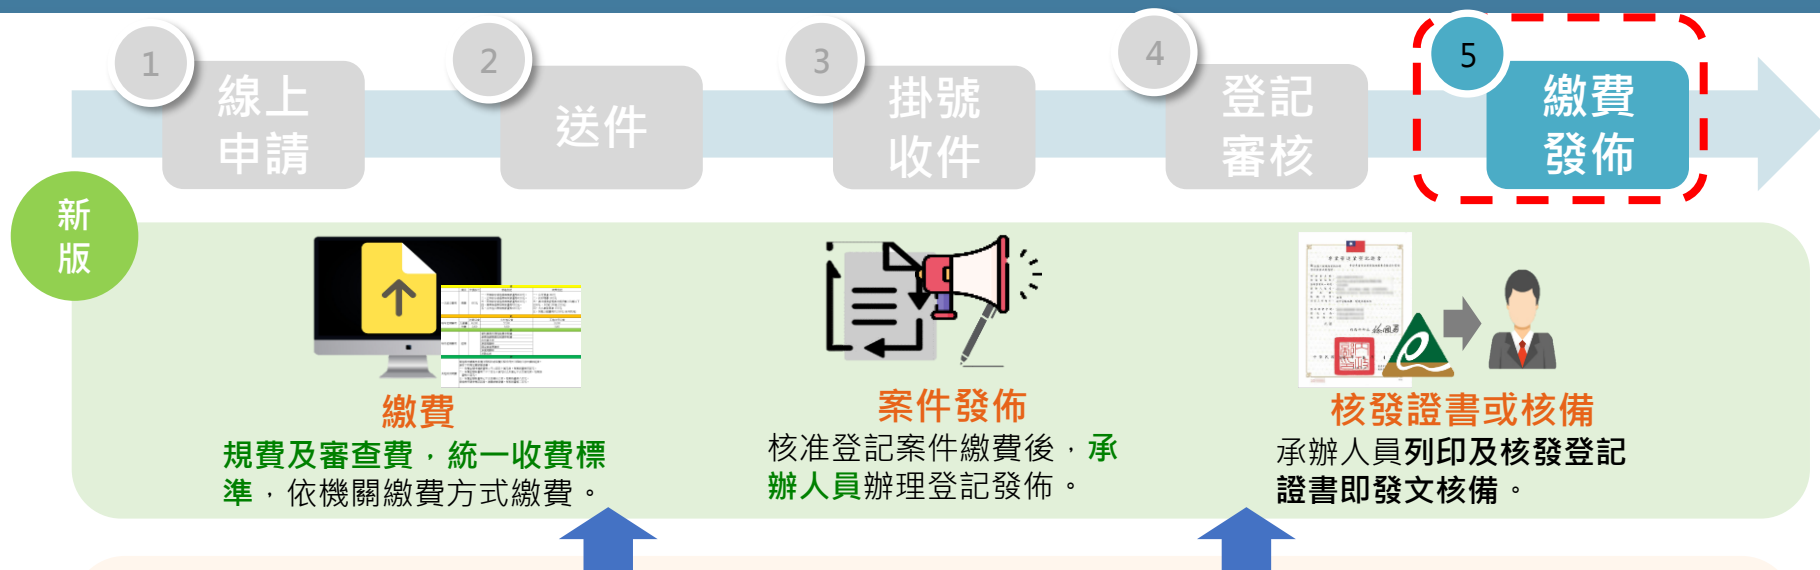 1
線上
申請
2
送件
3
掛號
收件
4
登記
審核
5
繳費
發佈
新
版
繳費
規費及審查費，統一收費標
準，依機關繳費方式繳費。
案件發佈
核准登記案件繳費後，承
辦人員辦理登記發佈。
核發證書或核備
承辦人員列印及核發登記
證書即發文核備。